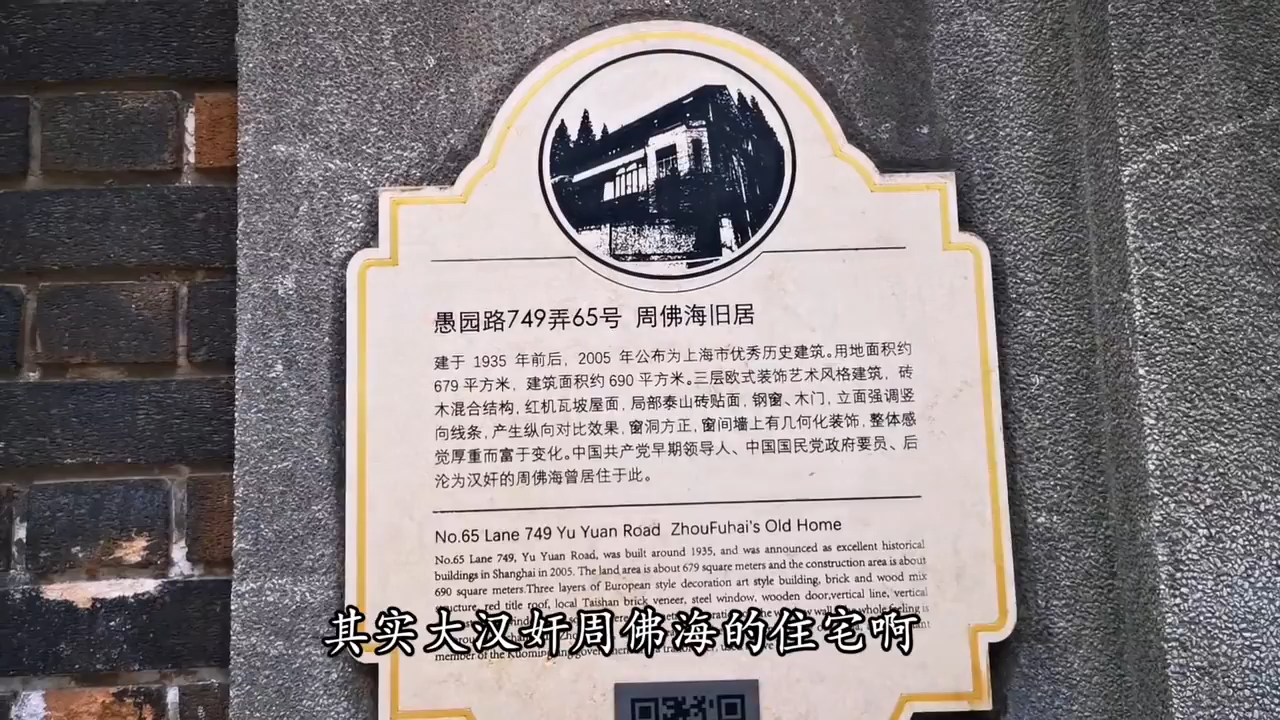 愚园路749弄65号 周佛海旧居
建于 1935 年前后，2005 年公布为上海市优秀历史建筑。用地面积约
679 平方米，建筑面积约 690 平方米。三层欧式装饰艺术风格建筑，砖
木混合结构，红机瓦坡屋面，局部泰山砖贴面，钢窗、木门，立面强调竖
向线条，产生纵向对比效果，窗洞方正，窗间墙上有几何化装饰，整体感
觉厚重而富于变化。中国共产党早期领导人、中国国民党政府要员、后
沦为汉奸的周佛海曾居住于此。
No.65 Lane 749 Yu Yuan Road ZhouFuhai's Old Home
No.65 Lane 749, Yu Yuan Road, was built around 1935, and was announced as excellent historical
buildings in Shanghai in 2005. The land area is about 679 square meters and the construction area is about
690 square meters.Three layers of European style decoration art style building, brick and wood mix
red title roof, local Taishan brick veneer, steel window, wooden door,vertical line, vertical
whole feeling is
member of the
其实大汉奸周佛海的住宅啊